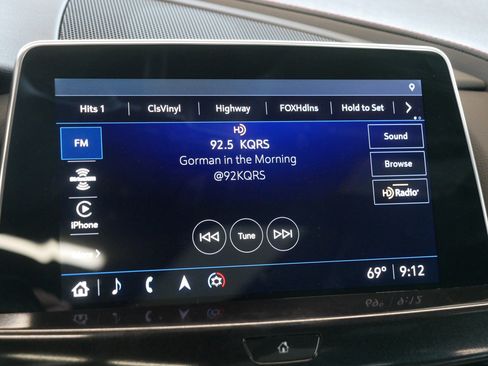 Hits 1 ClsVinyl Highway FOXHdlns Hold to Set
FM
HD
92.5 KQRS
Gorman in the Morning
@92KQRS
Sound
Browse
HD Radio
iPhone
Tune
69° 9:12